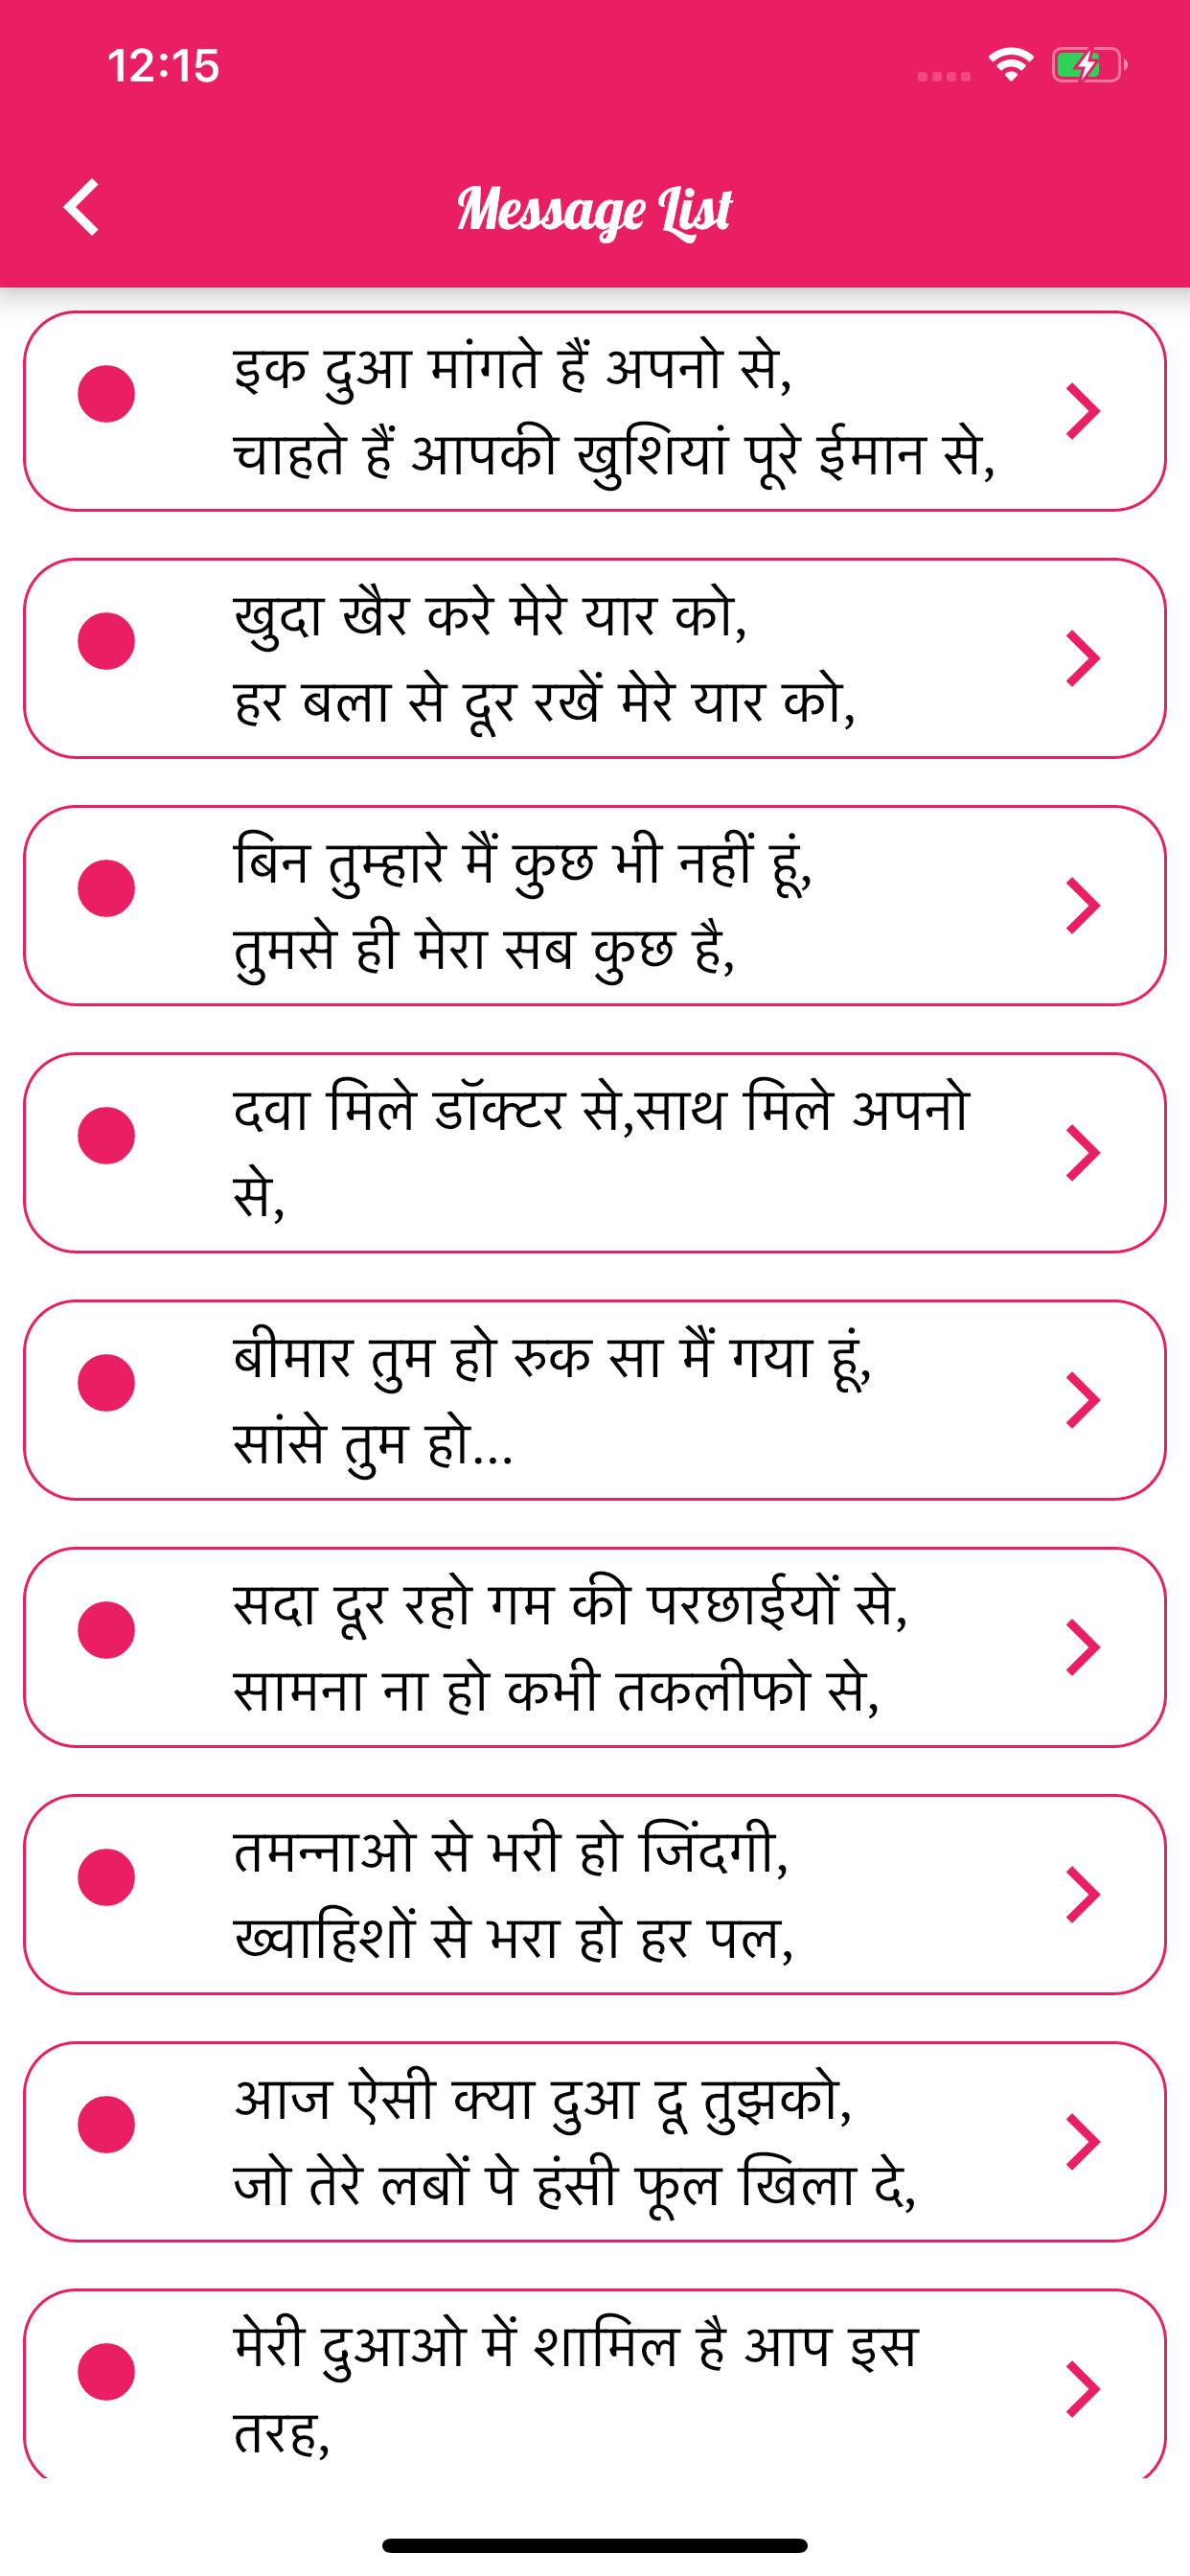 12:15
Message List
इक दुआ मांगते हैं अपनो से,
चाहते हैं आपकी खुशियां पूरे ईमान से,
खुदा खैर करे मेरे यार को,
हर बला से दूर रखें मेरे यार को,
बिन तुम्हारे मैं कुछ भी नहीं हूं,
तुमसे ही मेरा सब कुछ है,
दवा मिले डॉक्टर से,साथ मिले अपनो
से,
बीमार तुम हो रुक सा मैं गया हूं,
सांसे तुम हो...
सदा दूर रहो गम की परछाईयों से,
सामना ना हो कभी तकलीफो से,
तमन्नाओ से भरी हो जिंदगी,
ख्वाहिशों से भरा हो हर पल,
आज ऐसी क्या दुआ दू तुझको,
जो तेरे लबों पे हंसी फूल खिला दे,
मेरी दुआओ में शामिल है आप इस
तरह,